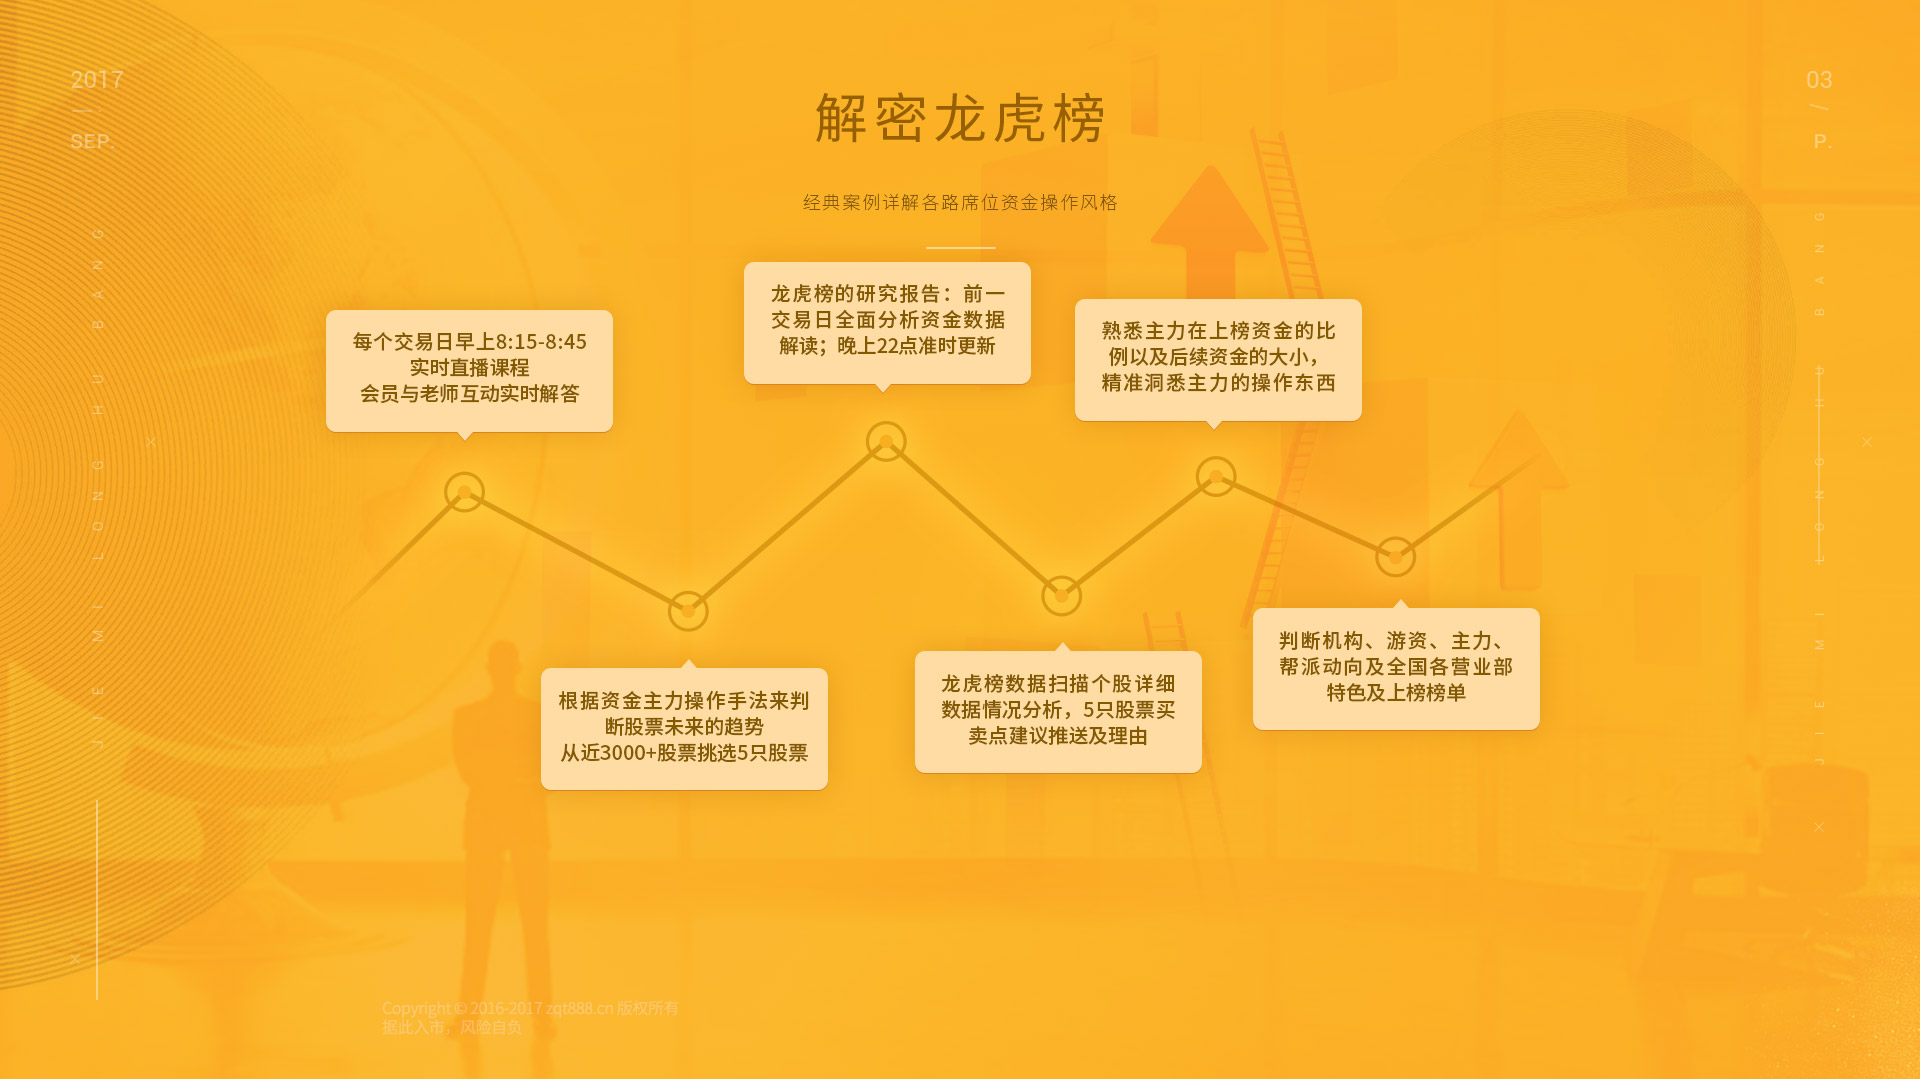 2017
SEP.
03
/
P.
解密龙虎榜
经典案例详解各路席位资金操作风格
每个交易日早上8:15-8:45
实时直播课程
会员与老师互动实时解答
龙虎榜的研究报告：前一
交易日全面分析资金数据
解读；晚上22点准时更新
熟悉主力在上榜资金的比
例以及后续资金的大小，
精准洞悉主力的操作东西
根据资金主力操作手法来判
断股票未来的趋势
从近3000+股票挑选5只股票
龙虎榜数据扫描个股详细
数据情况分析，5只股票买
卖点建议推送及理由
判断机构、游资、主力、
帮派动向及全国各营业部
特色及上榜榜单
JIE MI LONG HU BANG
JIE MI LONG HU BANG
Copyright © 2016-2017 zqt888.cn 版权所有
据此入市，风险自负